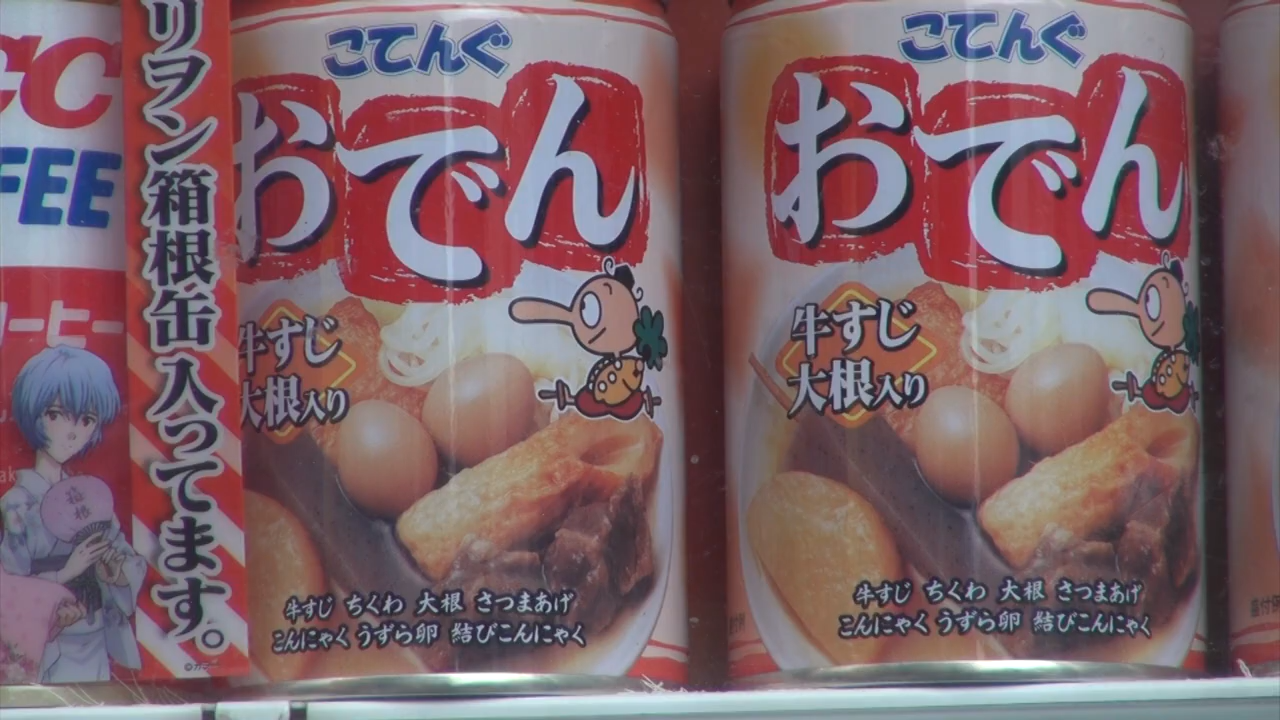 FEE
ーヒー
箱
根
リヲン箱根缶入ってます。
こてんぐ
おでん
牛すじ
大根入り
牛すじ ちくわ 大根 さつまあげ
こんにゃく うずら卵 結びこんにゃく
こてんぐ
おでん
牛すじ
大根入り
牛すじ ちくわ 大根 さつまあげ
こんにゃく うずら卵 結びこんにゃく